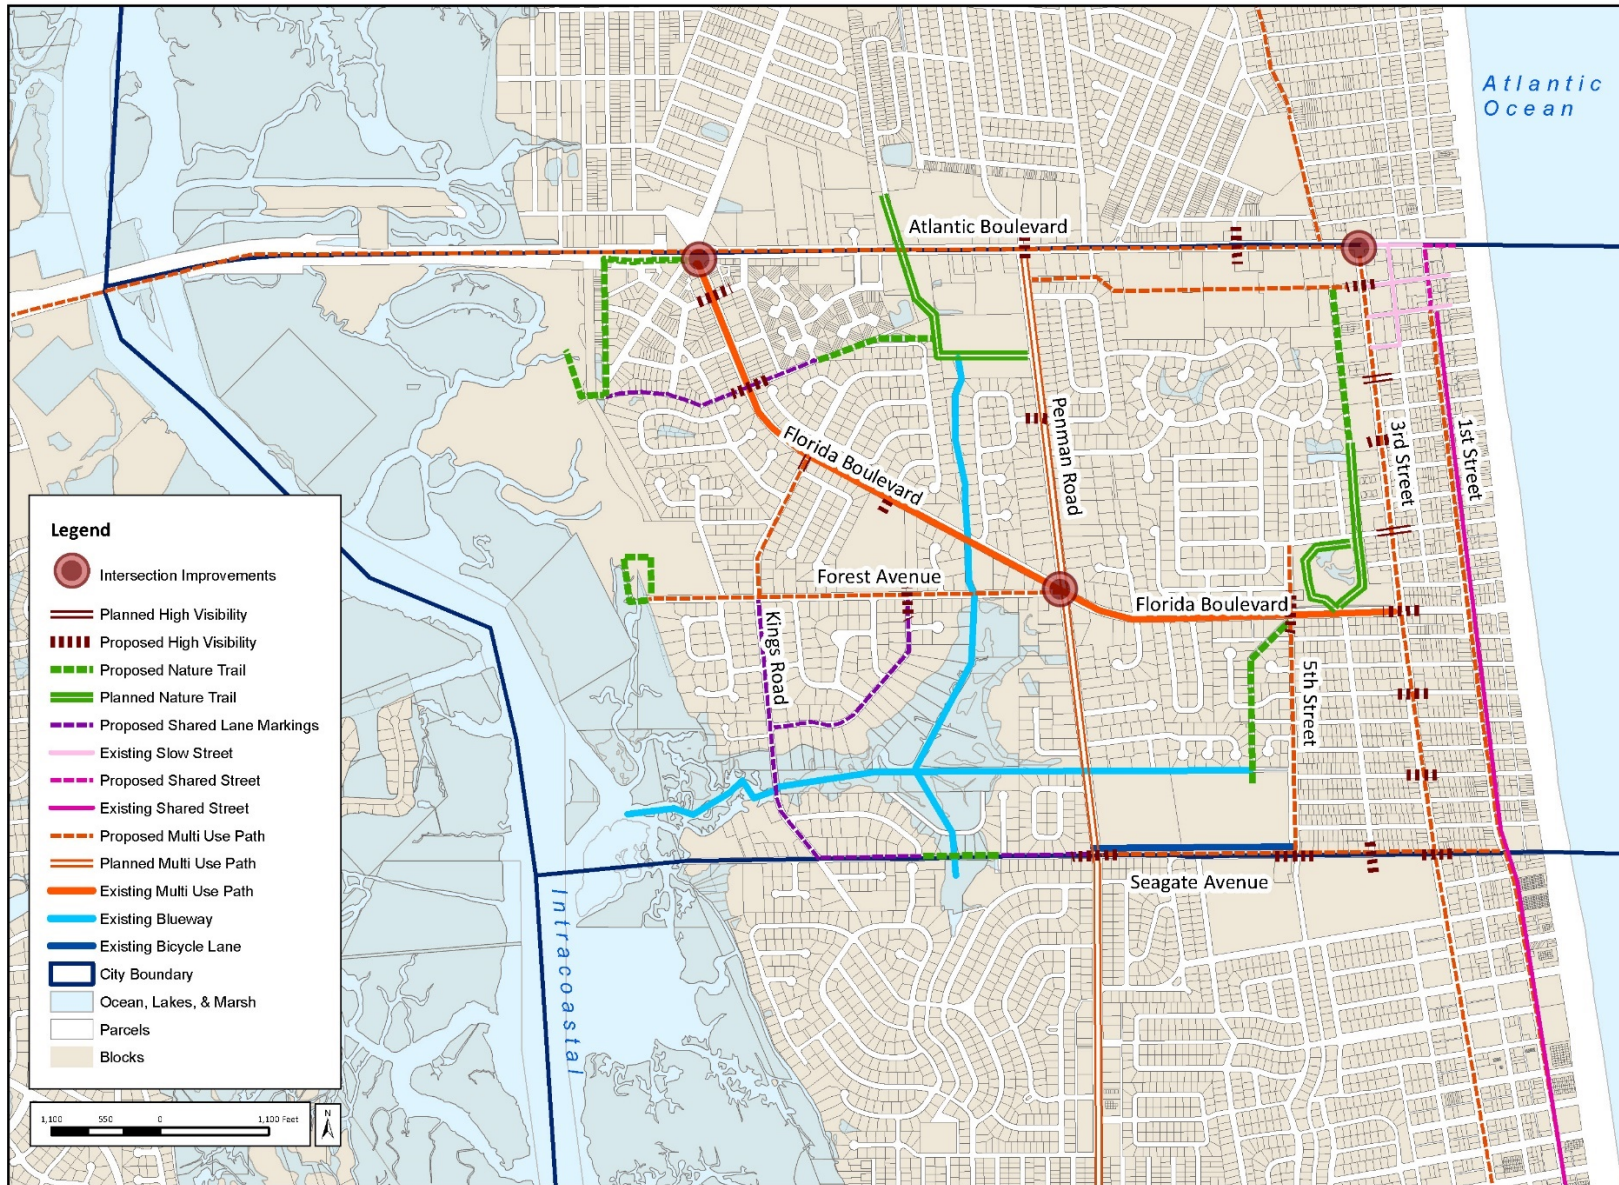 Atlantic
Ocean
Atlantic Boulevard
Penman Road
3rd Street
1st Street
Florida Boulevard
Forest Avenue
Florida Boulevard
Kings Road
5th Street
Seagate Avenue
Intracoastal
Legend
Intersection Improvements
Planned High Visibility
Proposed High Visibility
Proposed Nature Trail
Planned Nature Trail
Proposed Shared Lane Markings
Existing Slow Street
Proposed Shared Street
Existing Shared Street
Proposed Multi Use Path
Planned Multi Use Path
Existing Multi Use Path
Existing Blueway
Existing Bicycle Lane
City Boundary
Ocean, Lakes, & Marsh
Parcels
Blocks
1,100 550 0 1,100 Feet
N